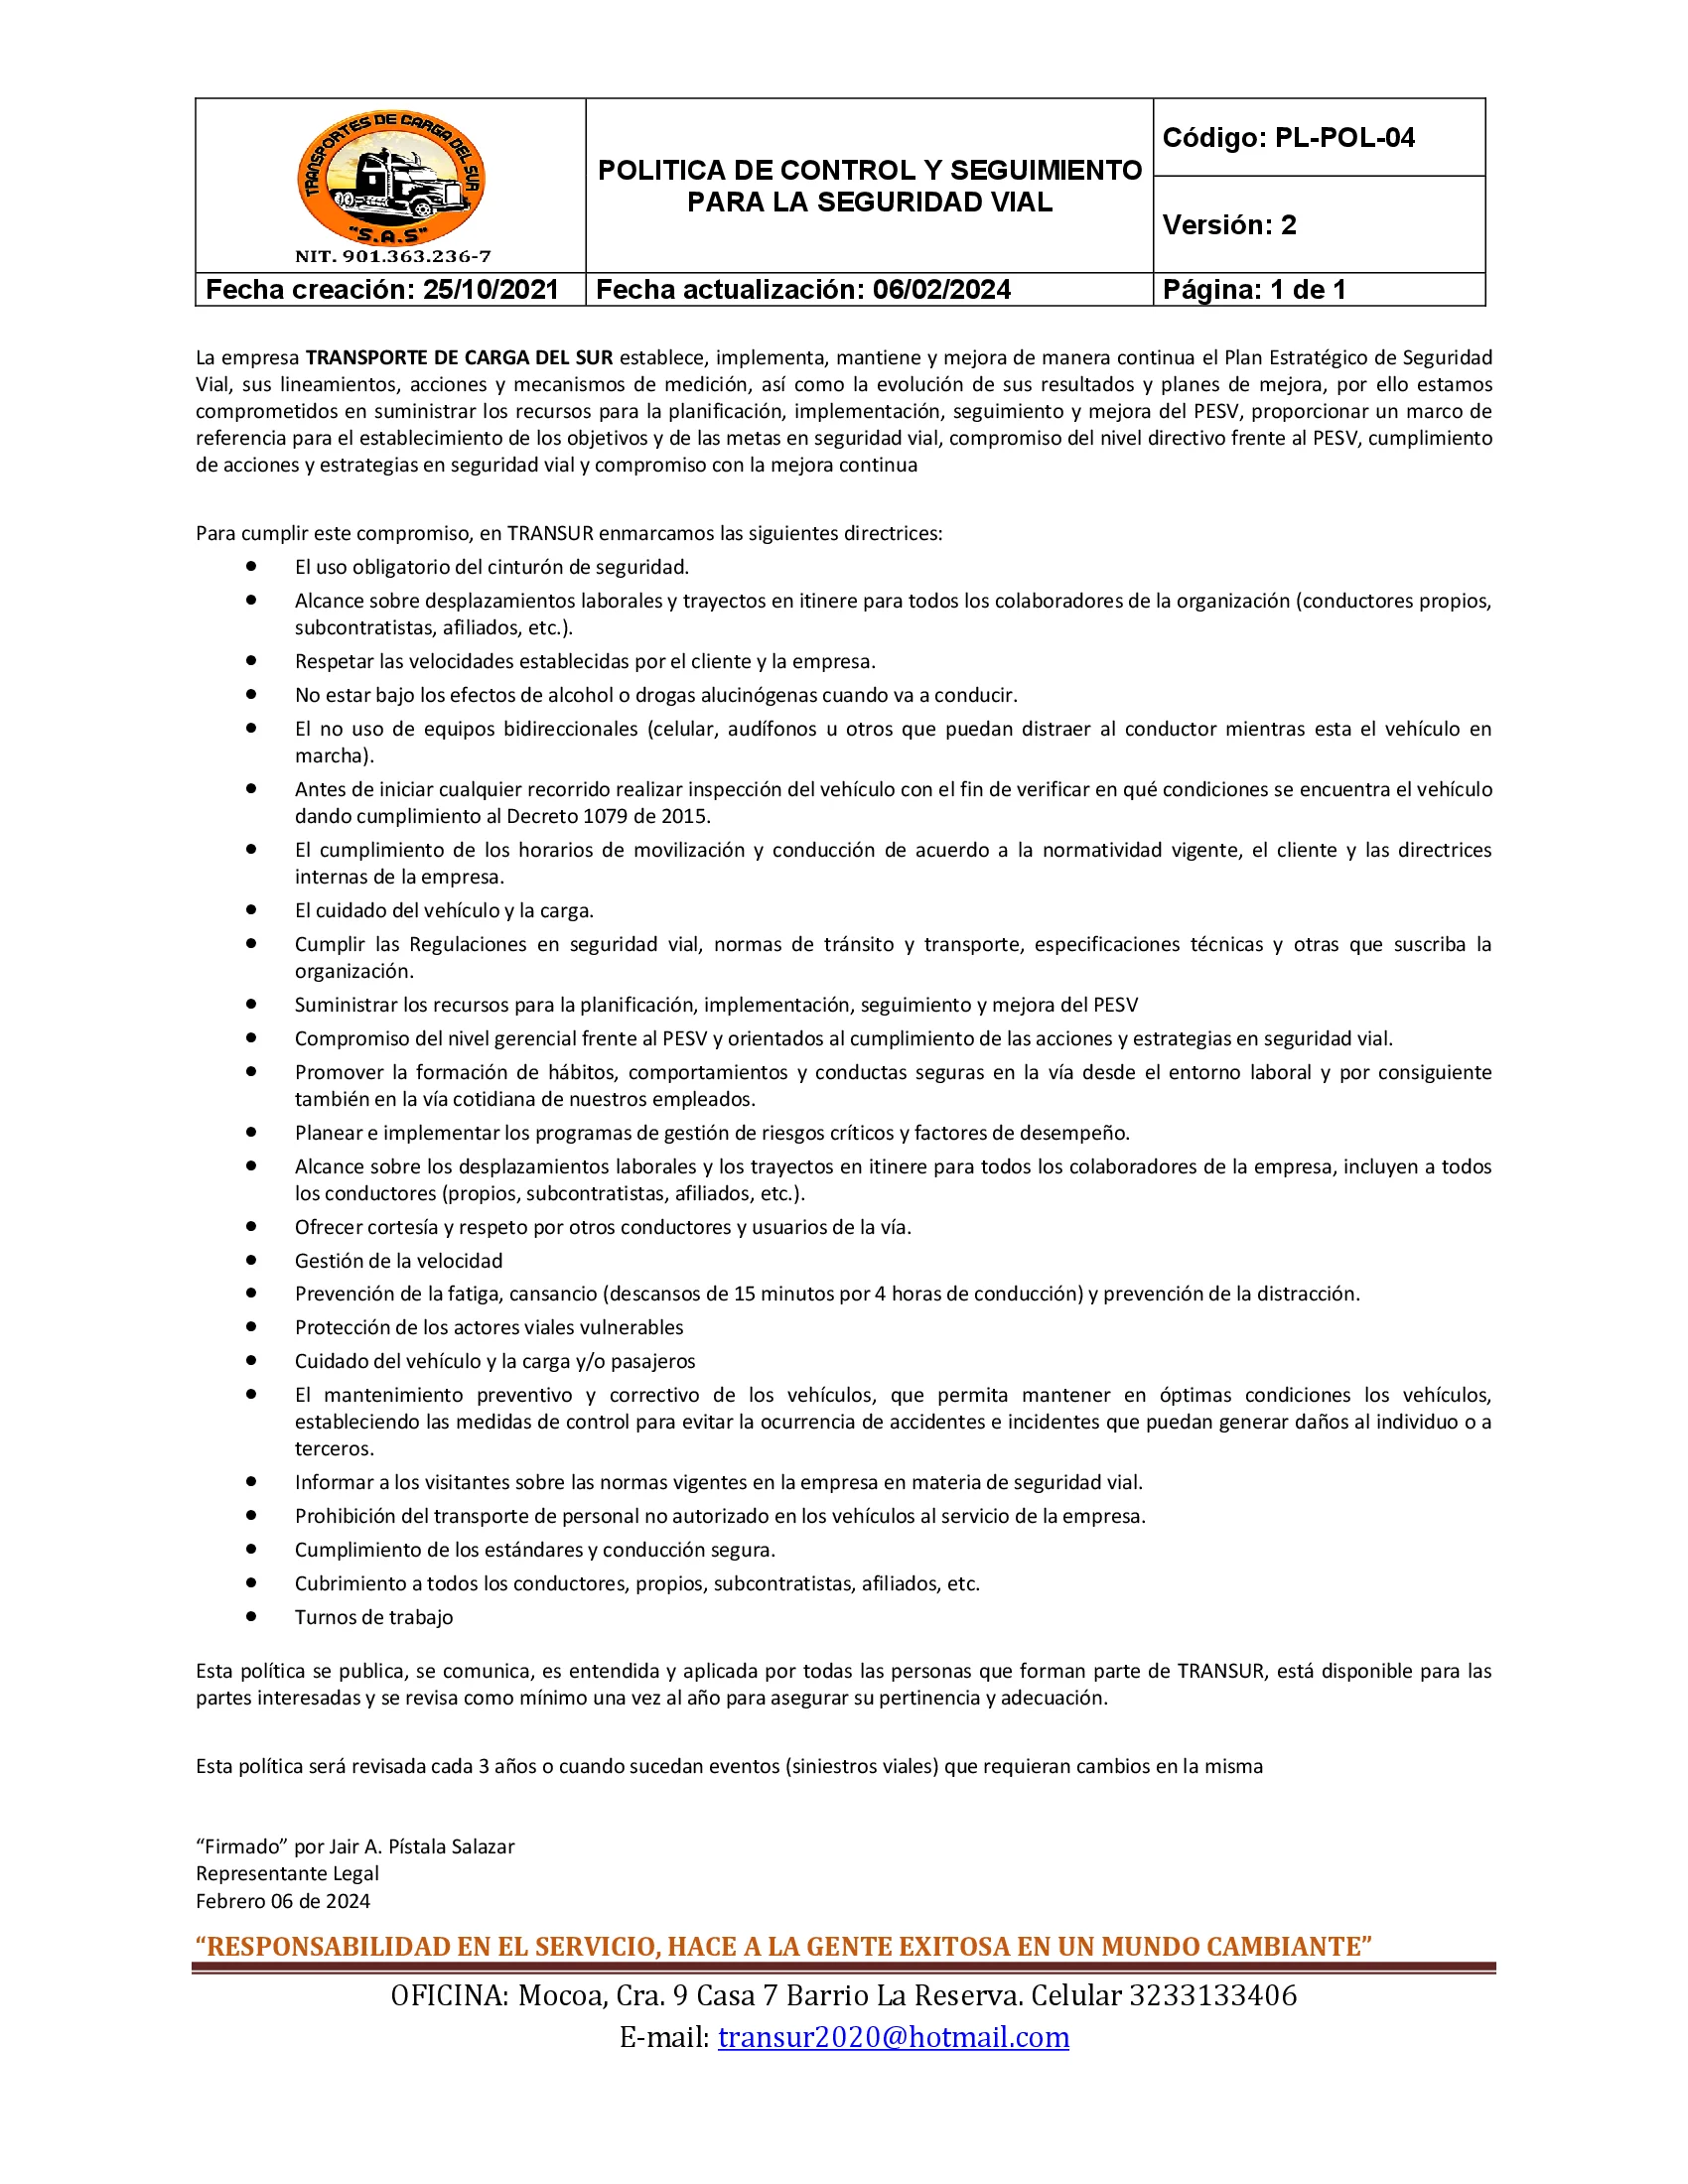 TRANSPORTES DE CARGA DEL SUR
"S.A.S"
NIT. 901.363.236-7
POLITICA DE CONTROL Y SEGUIMIENTO
PARA LA SEGURIDAD VIAL
Código: PL-POL-04
Versión: 2
Fecha creación: 25/10/2021
Fecha actualización: 06/02/2024
Página: 1 de 1
La empresa TRANSPORTE DE CARGA DEL SUR establece, implementa, mantiene y mejora de manera continua el Plan Estratégico de Seguridad
Vial, sus lineamientos, acciones y mecanismos de medición, así como la evolución de sus resultados y planes de mejora, por ello estamos
comprometidos en suministrar los recursos para la planificación, implementación, seguimiento y mejora del PESV, proporcionar un marco de
referencia para el establecimiento de los objetivos y de las metas en seguridad vial, compromiso del nivel directivo frente al PESV, cumplimiento
de acciones y estrategias en seguridad vial y compromiso con la mejora continua
Para cumplir este compromiso, en TRANSUR enmarcamos las siguientes directrices:
● El uso obligatorio del cinturón de seguridad.
● Alcance sobre desplazamientos laborales y trayectos en itinere para todos los colaboradores de la organización (conductores propios,
subcontratistas, afiliados, etc.).
● Respetar las velocidades establecidas por el cliente y la empresa.
● No estar bajo los efectos de alcohol o drogas alucinógenas cuando va a conducir.
● El no uso de equipos bidireccionales (celular, audífonos u otros que puedan distraer al conductor mientras esta el vehículo en
marcha).
● Antes de iniciar cualquier recorrido realizar inspección del vehículo con el fin de verificar en qué condiciones se encuentra el vehículo
dando cumplimiento al Decreto 1079 de 2015.
● El cumplimiento de los horarios de movilización y conducción de acuerdo a la normatividad vigente, el cliente y las directrices
internas de la empresa.
● El cuidado del vehículo y la carga.
● Cumplir las Regulaciones en seguridad vial, normas de tránsito y transporte, especificaciones técnicas y otras que suscriba la
organización.
● Suministrar los recursos para la planificación, implementación, seguimiento y mejora del PESV
● Compromiso del nivel gerencial frente al PESV y orientados al cumplimiento de las acciones y estrategias en seguridad vial.
● Promover la formación de hábitos, comportamientos y conductas seguras en la vía desde el entorno laboral y por consiguiente
también en la vía cotidiana de nuestros empleados.
● Planear e implementar los programas de gestión de riesgos críticos y factores de desempeño.
● Alcance sobre los desplazamientos laborales y los trayectos en itinere para todos los colaboradores de la empresa, incluyen a todos
los conductores (propios, subcontratistas, afiliados, etc.).
● Ofrecer cortesía y respeto por otros conductores y usuarios de la vía.
● Gestión de la velocidad
● Prevención de la fatiga, cansancio (descansos de 15 minutos por 4 horas de conducción) y prevención de la distracción.
● Protección de los actores viales vulnerables
● Cuidado del vehículo y la carga y/o pasajeros
● El mantenimiento preventivo y correctivo de los vehículos, que permita mantener en óptimas condiciones los vehículos,
estableciendo las medidas de control para evitar la ocurrencia de accidentes e incidentes que puedan generar daños al individuo o a
terceros.
● Informar a los visitantes sobre las normas vigentes en la empresa en materia de seguridad vial.
● Prohibición del transporte de personal no autorizado en los vehículos al servicio de la empresa.
● Cumplimiento de los estándares y conducción segura.
● Cubrimiento a todos los conductores, propios, subcontratistas, afiliados, etc.
● Turnos de trabajo
Esta política se publica, se comunica, es entendida y aplicada por todas las personas que forman parte de TRANSUR, está disponible para las
partes interesadas y se revisa como mínimo una vez al año para asegurar su pertinencia y adecuación.
Esta política será revisada cada 3 años o cuando sucedan eventos (siniestros viales) que requieran cambios en la misma
“Firmado” por Jair A. Pístala Salazar
Representante Legal
Febrero 06 de 2024
“RESPONSABILIDAD EN EL SERVICIO, HACE A LA GENTE EXITOSA EN UN MUNDO CAMBIANTE”
OFICINA: Mocoa, Cra. 9 Casa 7 Barrio La Reserva. Celular 3233133406
E-mail: transur2020@hotmail.com